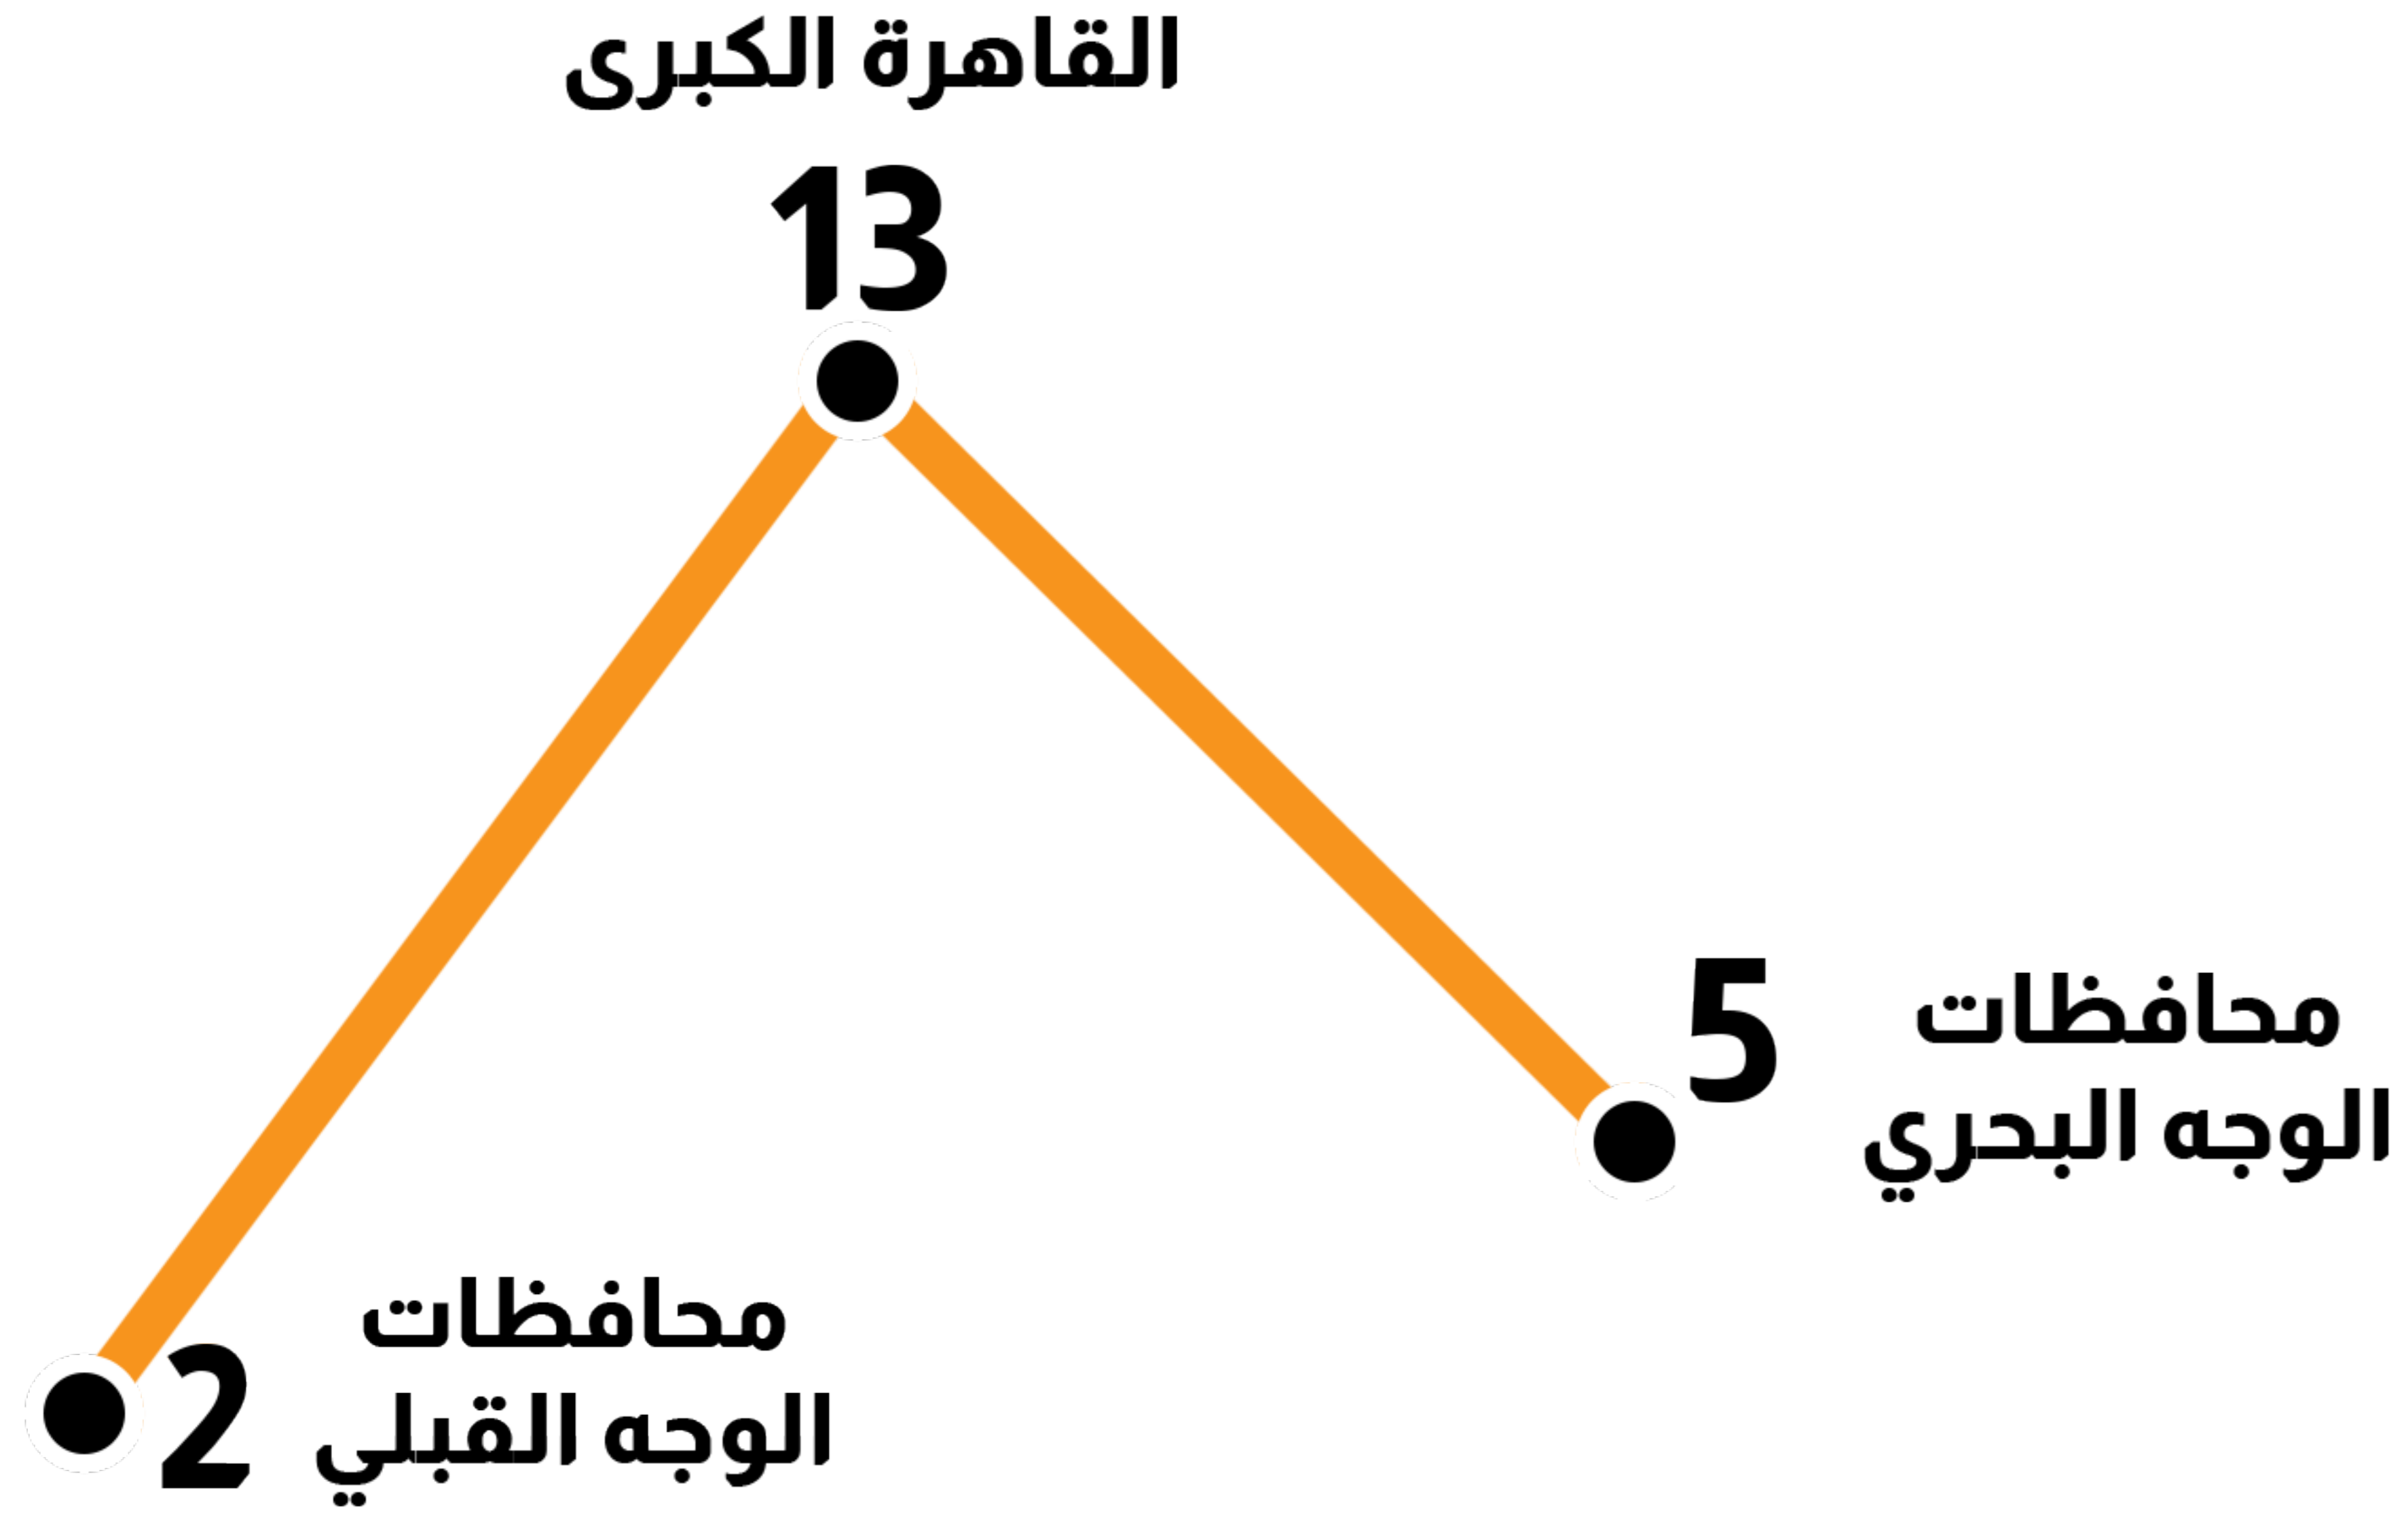 القاهرة الكبرى
13
5
محافظات
الوجه البحري
2
محافظات
الوجه القبلي